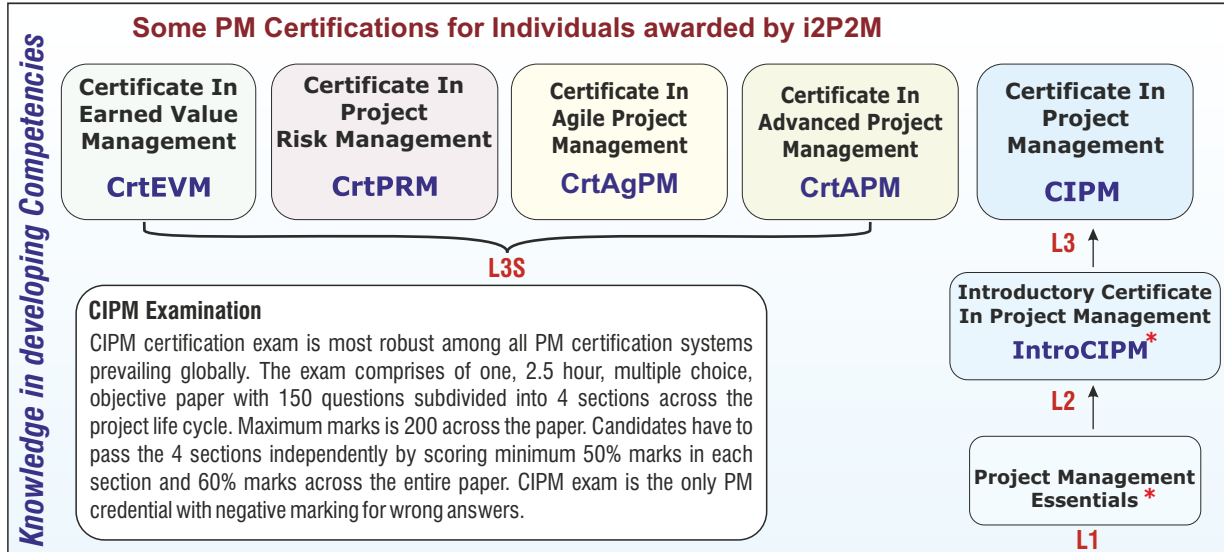 Knowledge in developing Competencies
Some PM Certifications for Individuals awarded by i2P2M
Certificate In
Earned Value
Management
CrtEVM
Certificate In
Project
Risk Management
CrtPRM
Certificate In
Agile Project
Management
CrtAgPM
Certificate In
Advanced Project
Management
CrtAPM
Certificate In
Project
Management
CIPM
L3S
L3
CIPM Examination
CIPM certification exam is most robust among all PM certification systems
prevailing globally. The exam comprises of one, 2.5 hour, multiple choice,
objective paper with 150 questions subdivided into 4 sections across the
project life cycle. Maximum marks is 200 across the paper. Candidates have to
pass the 4 sections independently by scoring minimum 50% marks in each
section and 60% marks across the entire paper. CIPM exam is the only PM
credential with negative marking for wrong answers.
Introductory Certificate
In Project Management
IntroCIPM*
L2
Project Management
Essentials *
L1